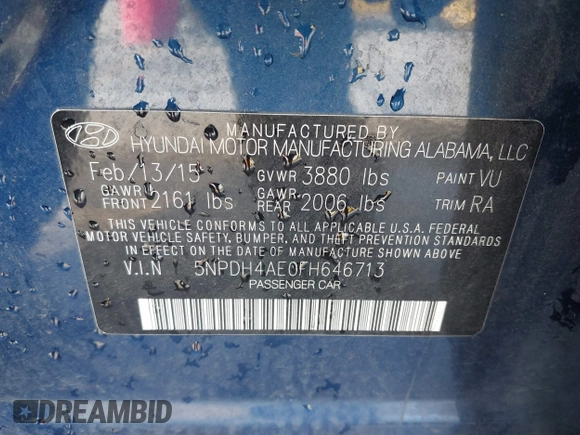 MANUFACTURED BY
HYUNDAI MOTOR MANUFACTURING ALABAMA, LLC
Feb/13/15 GVWR 3880 lbs PAINT VU
GAWR FRONT 2161 lbs GAWR REAR 2006 lbs TRIM RA
THIS VEHICLE CONFORMS TO ALL APPLICABLE U.S.A. FEDERAL
MOTOR VEHICLE SAFETY, BUMPER, AND THEFT PREVENTION STANDARDS
IN EFFECT ON THE DATE OF MANUFACTURE SHOWN ABOVE.
V.I.N 5NPDH4AE0FH646713
PASSENGER CAR
DREAMBID